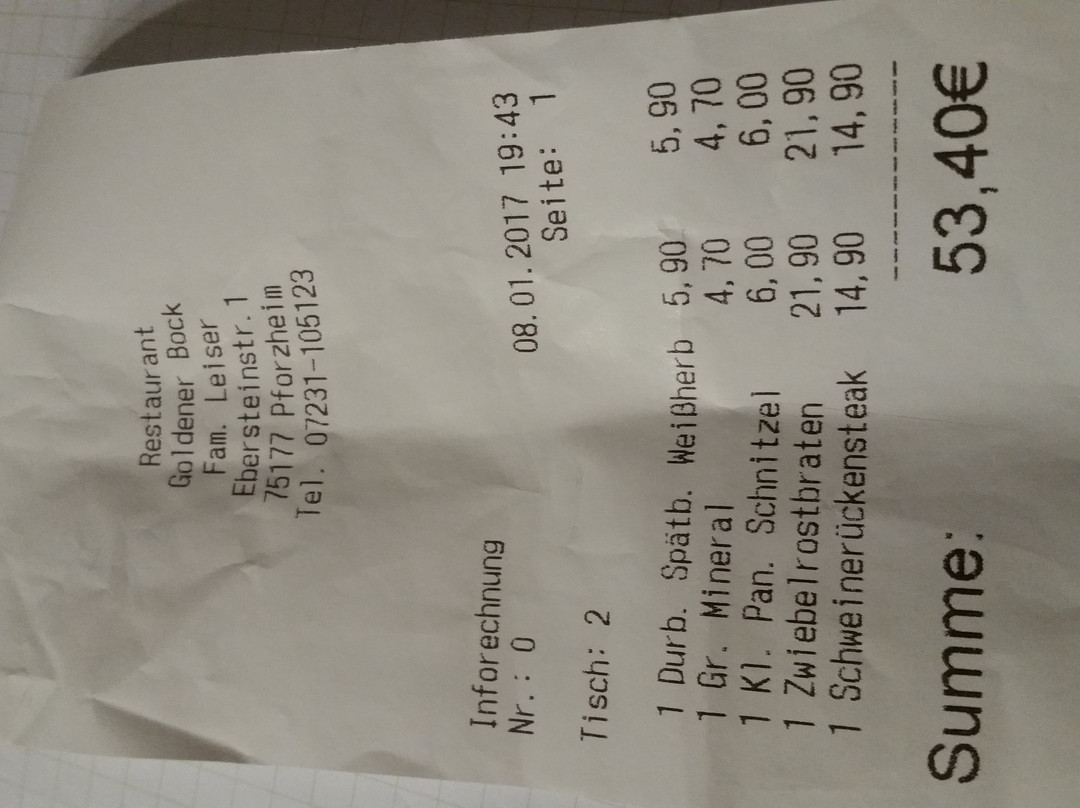 Restaurant
Goldener Bock
Fam. Leiser
Ebersteinstr.1
75177 Pforzheim
Tel. 07231-105123
Inforechnung
Nr.: 0 08.01.2017 19:43
Seite: 1
Tisch: 2
1 Durb. Spätb. Weißherb 5,90 5,90
1 Gr. Mineral 4,70 4,70
1 Kl. Pan. Schnitzel 6,00 6,00
1 Zwiebelrostbraten 21,90 21,90
1 Schweinerückensteak 14,90 14,90
----------
Summe: 53,40€